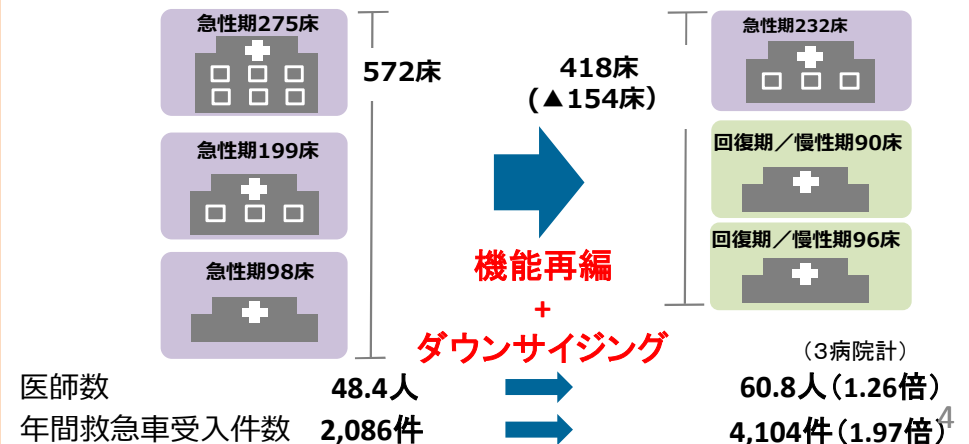 急性期275床
572床
急性期199床
急性期98床
418床
(▲154床）
機能再編
+
ダウンサイジング
急性期232床
回復期／慢性期90床
回復期／慢性期96床
（3病院計）
医師数 48.4人 60.8人（1.26倍）
年間救急車受入件数 2,086件 4,104件（1.97倍）
4